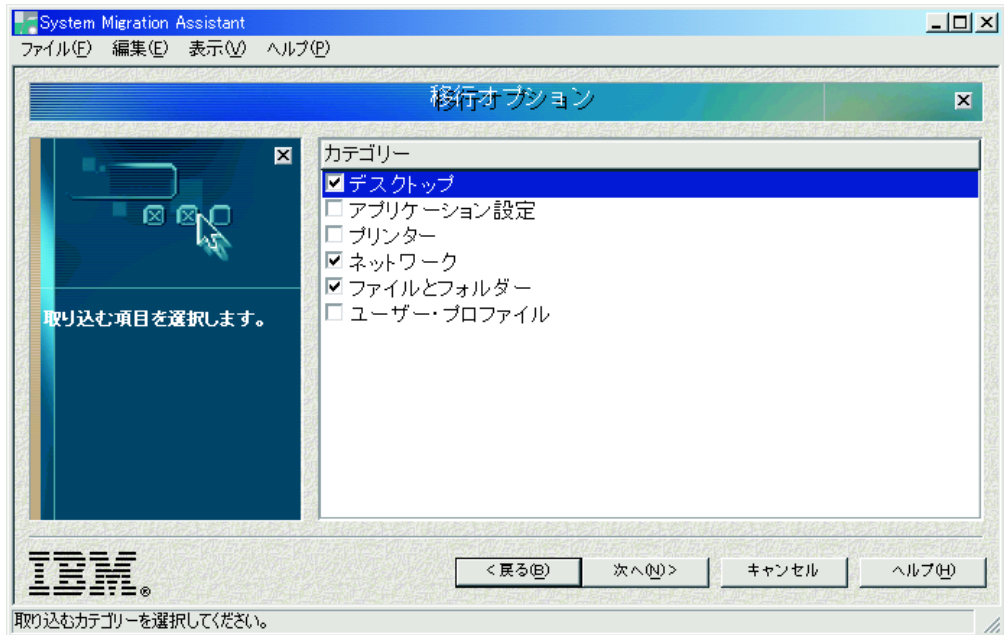 System Migration Assistant
ファイル(F) 編集(E) 表示(V) ヘルプ(P)
移行オプション
カテゴリー
デスクトップ
アプリケーション設定
プリンター
ネットワーク
ファイルとフォルダー
ユーザー・プロファイル
取り込む項目を選択します。
IBM®
<戻る(B) 次へ(N)> キャンセル ヘルプ(H)
取り込むカテゴリーを選択してください。